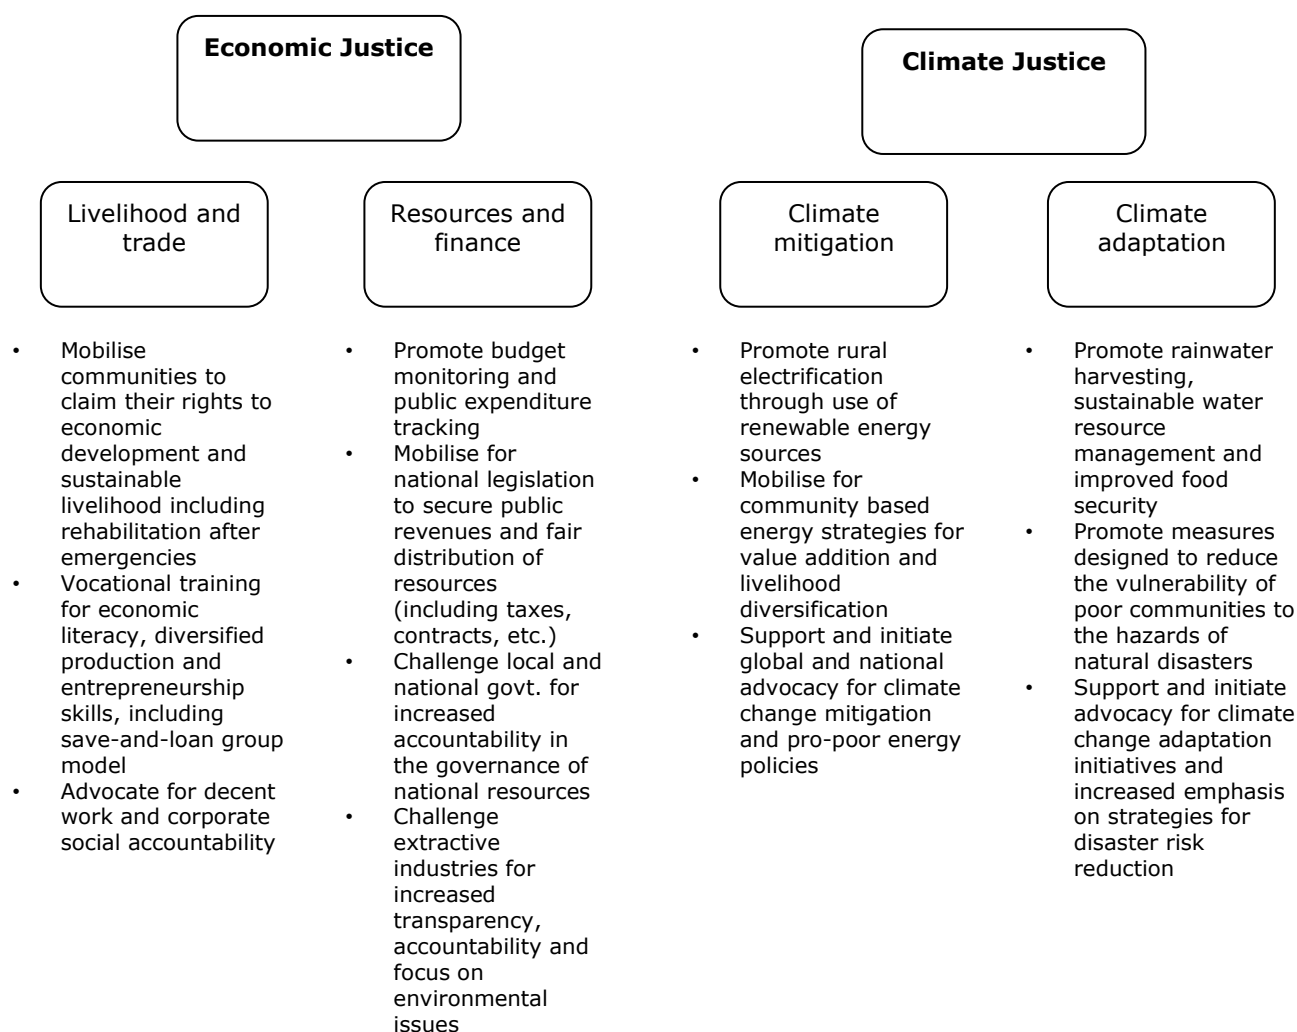 Economic Justice
Climate Justice
Livelihood and
trade
Resources and
finance
Climate
mitigation
Climate
adaptation
• Mobilise
communities to
claim their rights to
economic
development and
sustainable
livelihood including
rehabilitation after
emergencies
• Vocational training
for economic
literacy, diversified
production and
entrepreneurship
skills, including
save-and-loan group
model
• Advocate for decent
work and corporate
social accountability
• Promote budget
monitoring and
public expenditure
tracking
• Mobilise for
national legislation
to secure public
revenues and fair
distribution of
resources
(including taxes,
contracts, etc.)
• Challenge local and
national govt. for
increased
accountability in
the governance of
national resources
• Challenge
extractive
industries for
increased
transparency,
accountability and
focus on
environmental
issues
• Promote rural
electrification
through use of
renewable energy
sources
• Mobilise for
community based
energy strategies for
value addition and
livelihood
diversification
• Support and initiate
global and national
advocacy for climate
change mitigation
and pro-poor energy
policies
• Promote rainwater
harvesting,
sustainable water
resource
management and
improved food
security
• Promote measures
designed to reduce
the vulnerability of
poor communities to
the hazards of
natural disasters
• Support and initiate
advocacy for climate
change adaptation
initiatives and
increased emphasis
on strategies for
disaster risk
reduction